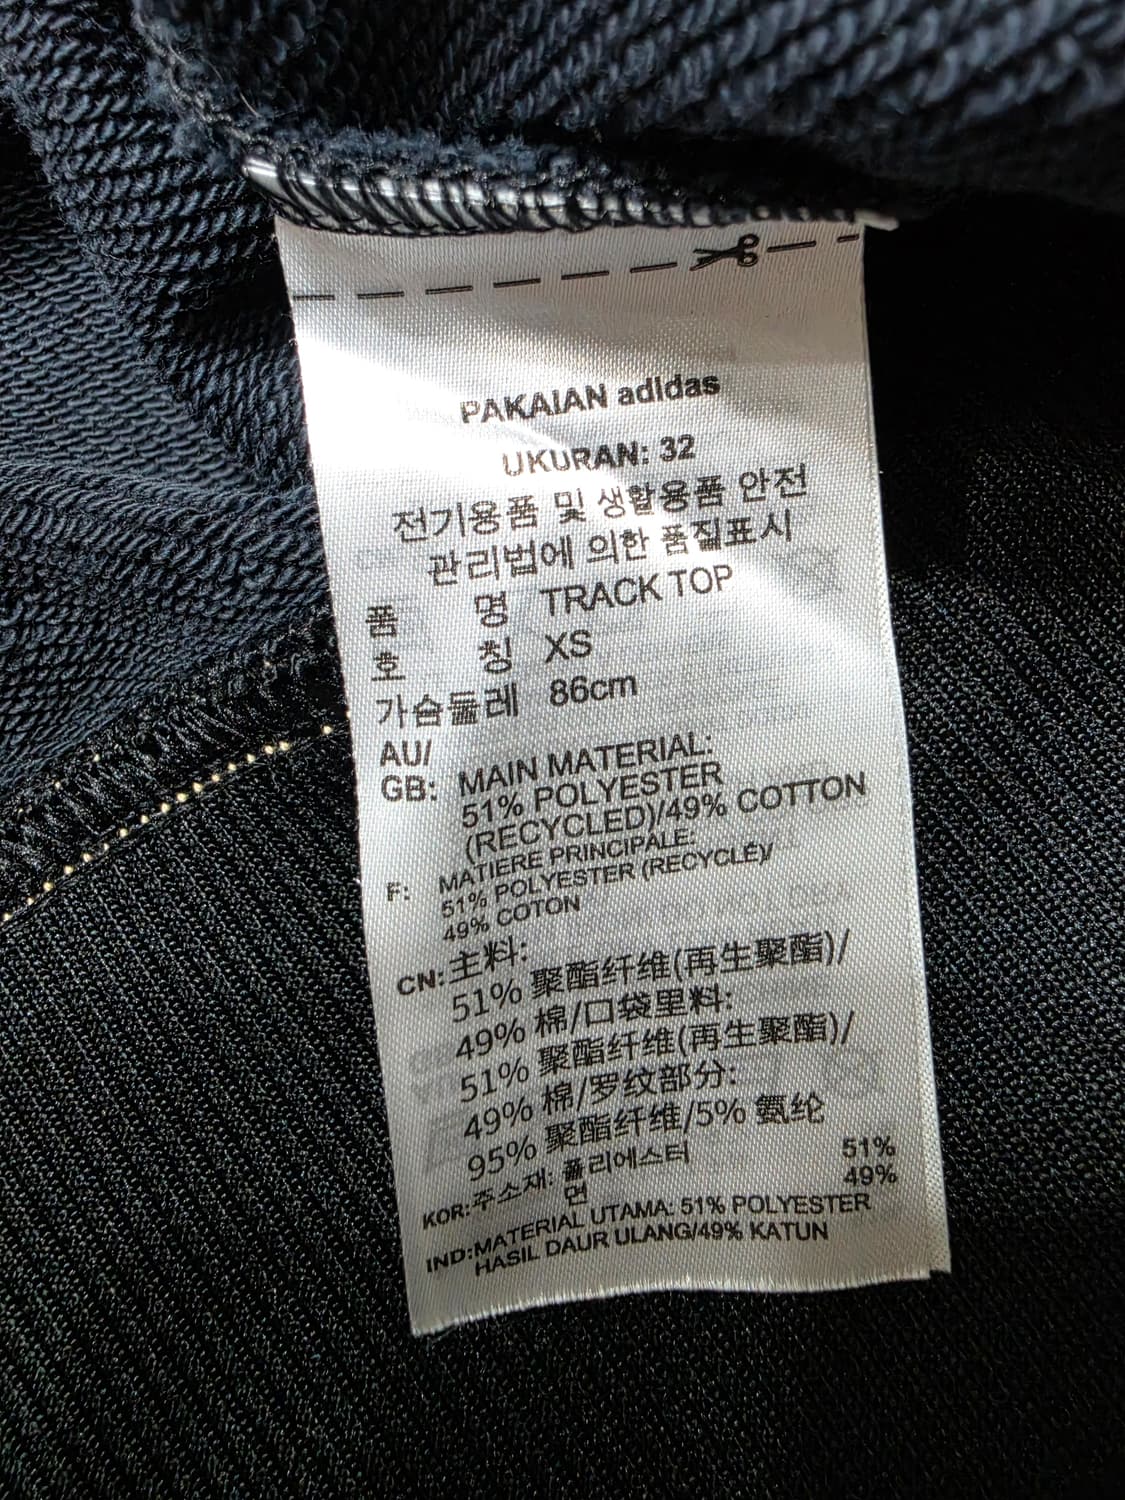 PAKAIAN adidas
UKURAN: 32
전기용품 및 생활용품 안전
관리법에 의한 품질표시
품 명 TRACK TOP
호 칭 XS
가슴둘레 86cm
AU/
GB: MAIN MATERIAL:
51% POLYESTER
(RECYCLED)/49% COTTON
F: MATIERE PRINCIPALE:
51% POLYESTER (RECYCLÉ)/
49% COTON
CN: 主料:
51% 聚酯纤维(再生聚酯)/
49% 棉/口袋里料:
51% 聚酯纤维(再生聚酯)/
49% 棉/罗纹部分:
95% 聚酯纤维/5% 氨纶
KOR: 주소재: 폴리에스터 51%
면 49%
IND: MATERIAL UTAMA: 51% POLYESTER
HASIL DAUR ULANG/49% KATUN